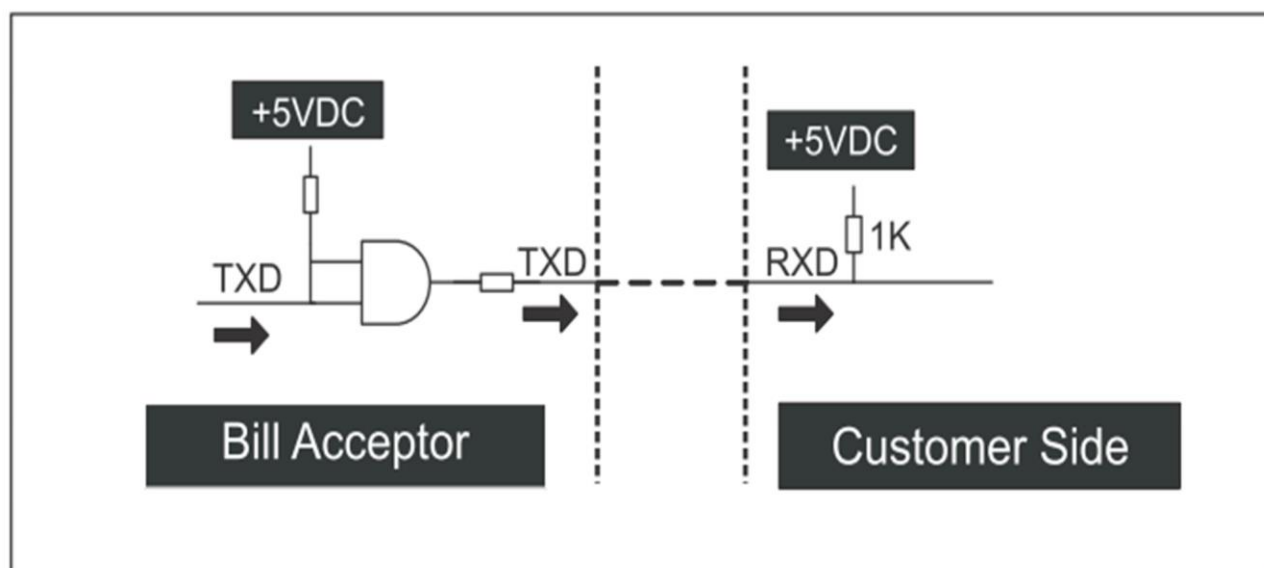 +5VDC
+5VDC
1K
TXD
TXD
RXD
Bill Acceptor
Customer Side